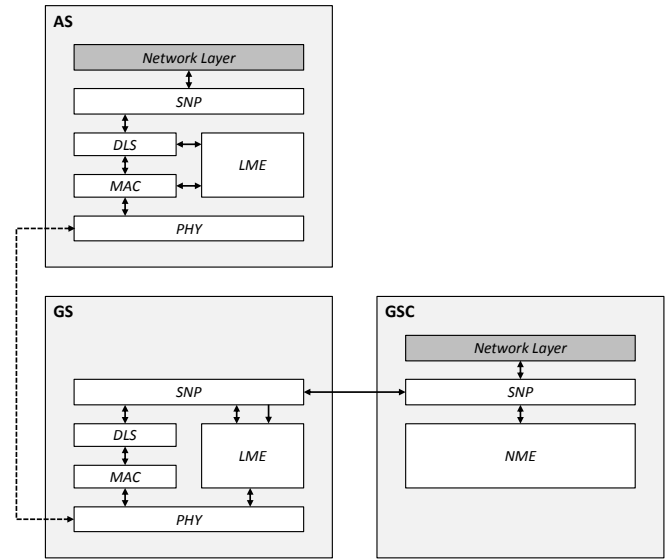 AS
Network Layer
SNP
DLS
LME
MAC
PHY
GS
SNP
DLS
LME
MAC
PHY
GSC
Network Layer
SNP
NME